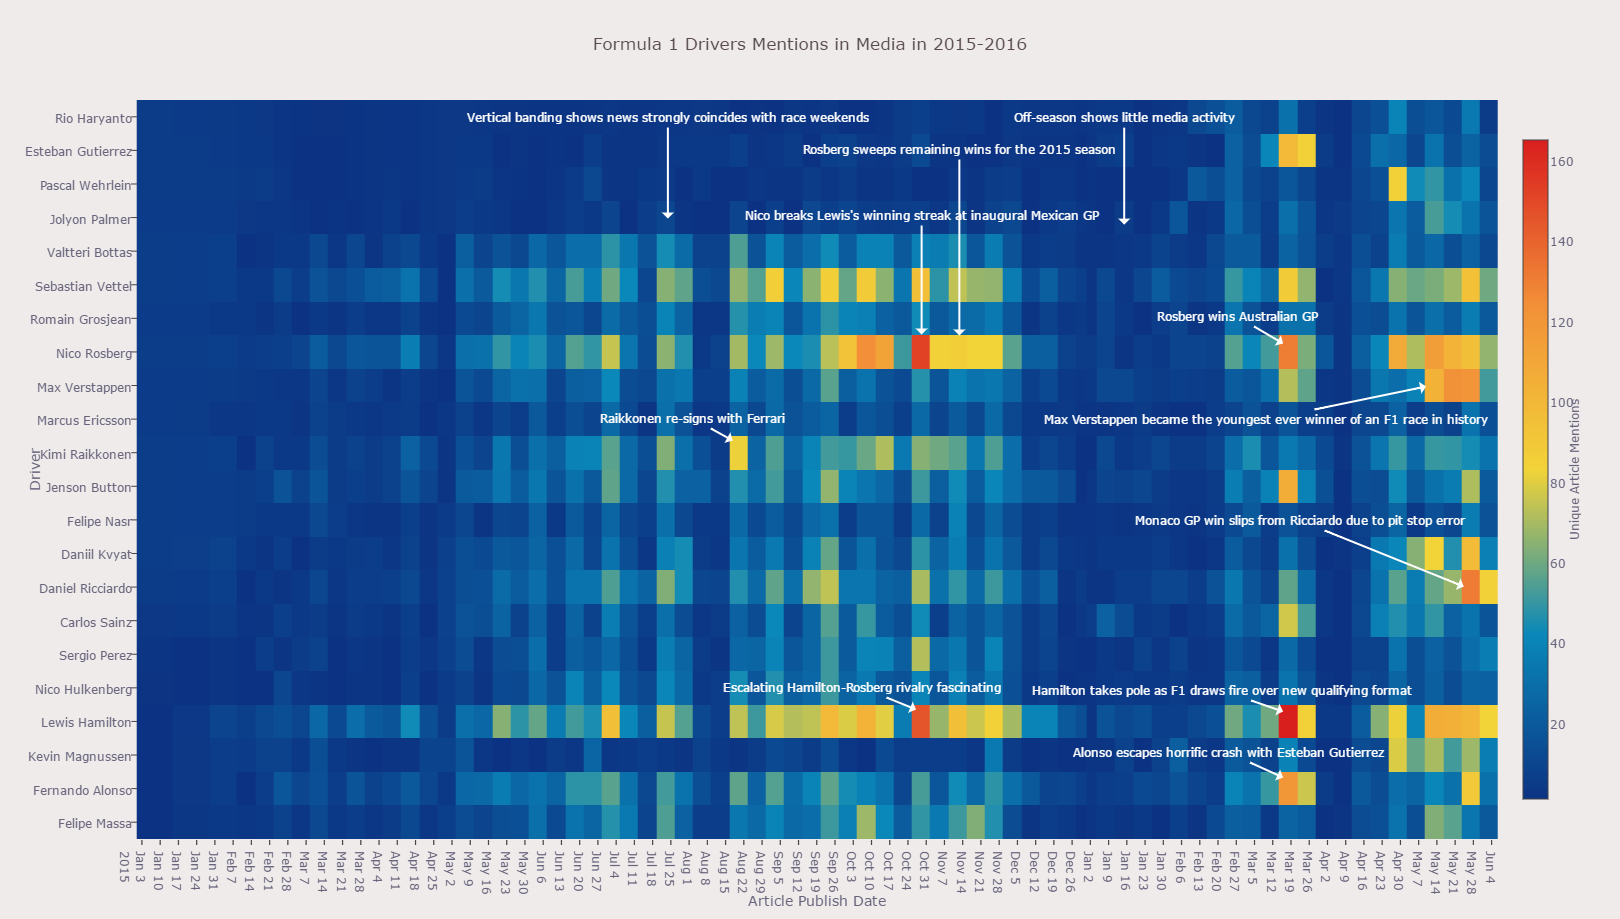 Formula 1 Drivers Mentions in Media in 2015-2016
Rio Haryanto
Esteban Gutierrez
Pascal Wehrlein
Jolyon Palmer
Valtteri Bottas
Sebastian Vettel
Romain Grosjean
Nico Rosberg
Max Verstappen
Marcus Ericsson
Kimi Raikkonen
Jenson Button
Felipe Nasr
Daniil Kvyat
Daniel Ricciardo
Carlos Sainz
Sergio Perez
Nico Hulkenberg
Lewis Hamilton
Kevin Magnussen
Fernando Alonso
Felipe Massa
Driver
Vertical banding shows news strongly coincides with race weekends
Off-season shows little media activity
Rosberg sweeps remaining wins for the 2015 season
Nico breaks Lewis's winning streak at inaugural Mexican GP
Rosberg wins Australian GP
Raikkonen re-signs with Ferrari
Max Verstappen became the youngest ever winner of an F1 race in history
Monaco GP win slips from Ricciardo due to pit stop error
Escalating Hamilton-Rosberg rivalry fascinating
Hamilton takes pole as F1 draws fire over new qualifying format
Alonso escapes horrific crash with Esteban Gutierrez
160
140
120
100
80
60
40
20
Unique Article Mentions
Jan 3
2015
Jan 10
Jan 17
Jan 24
Jan 31
Feb 7
Feb 14
Feb 21
Feb 28
Mar 7
Mar 14
Mar 21
Mar 28
Apr 4
Apr 11
Apr 18
Apr 25
May 2
May 9
May 16
May 23
May 30
Jun 6
Jun 13
Jun 20
Jun 27
Jul 4
Jul 11
Jul 18
Jul 25
Aug 1
Aug 8
Aug 15
Aug 22
Aug 29
Sep 5
Sep 12
Sep 19
Sep 26
Oct 3
Oct 10
Oct 17
Oct 24
Oct 31
Nov 7
Nov 14
Nov 21
Nov 28
Dec 5
Dec 12
Dec 19
Dec 26
Jan 2
Jan 9
Jan 16
Jan 23
Jan 30
Feb 6
Feb 13
Feb 20
Feb 27
Mar 5
Mar 12
Mar 19
Mar 26
Apr 2
Apr 9
Apr 16
Apr 23
Apr 30
May 7
May 14
May 21
May 28
Jun 4
Article Publish Date